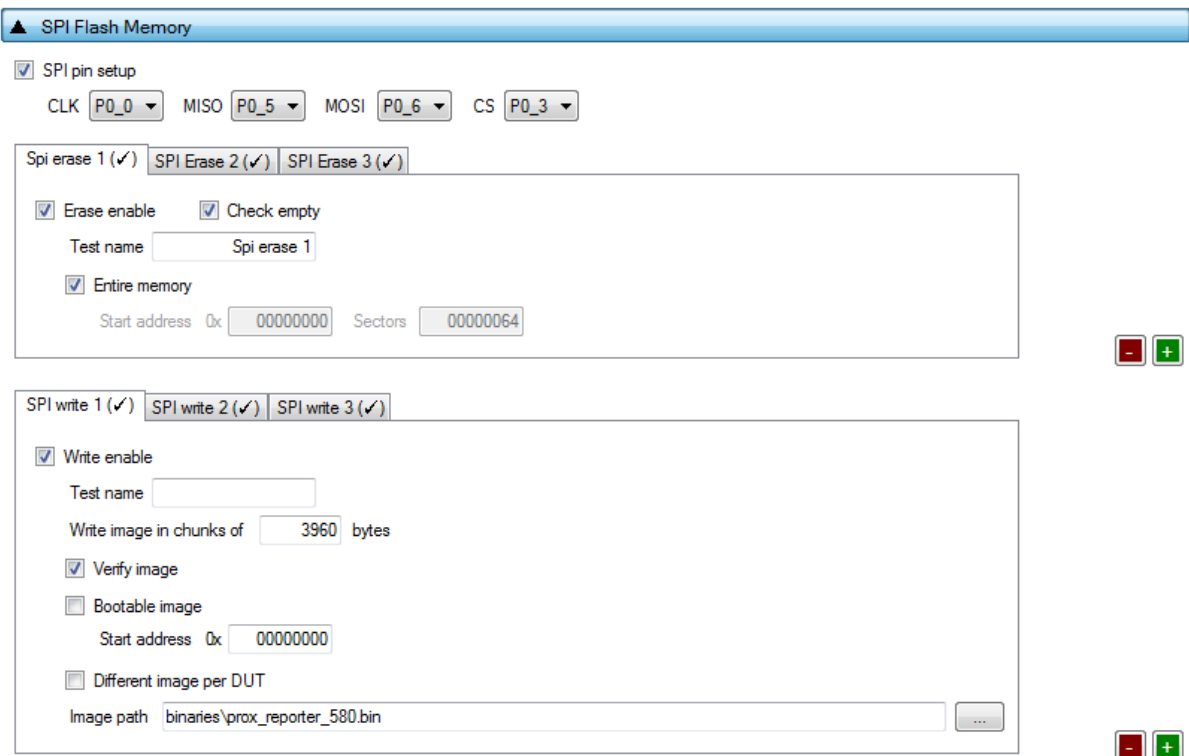 SPI Flash Memory
SPI pin setup
CLK P0_0 MISO P0_5 MOSI P0_6 CS P0_3
Spi erase 1 (✓) SPI Erase 2 (✓) SPI Erase 3 (✓)
Erase enable Check empty
Test name Spi erase 1
Entire memory
Start address 0x 00000000 Sectors 00000064
- +
SPI write 1 (✓) SPI write 2 (✓) SPI write 3 (✓)
Write enable
Test name
Write image in chunks of 3960 bytes
Verify image
Bootable image
Start address 0x 00000000
Different image per DUT
Image path binaries\prox_reporter_580.bin ...
- +